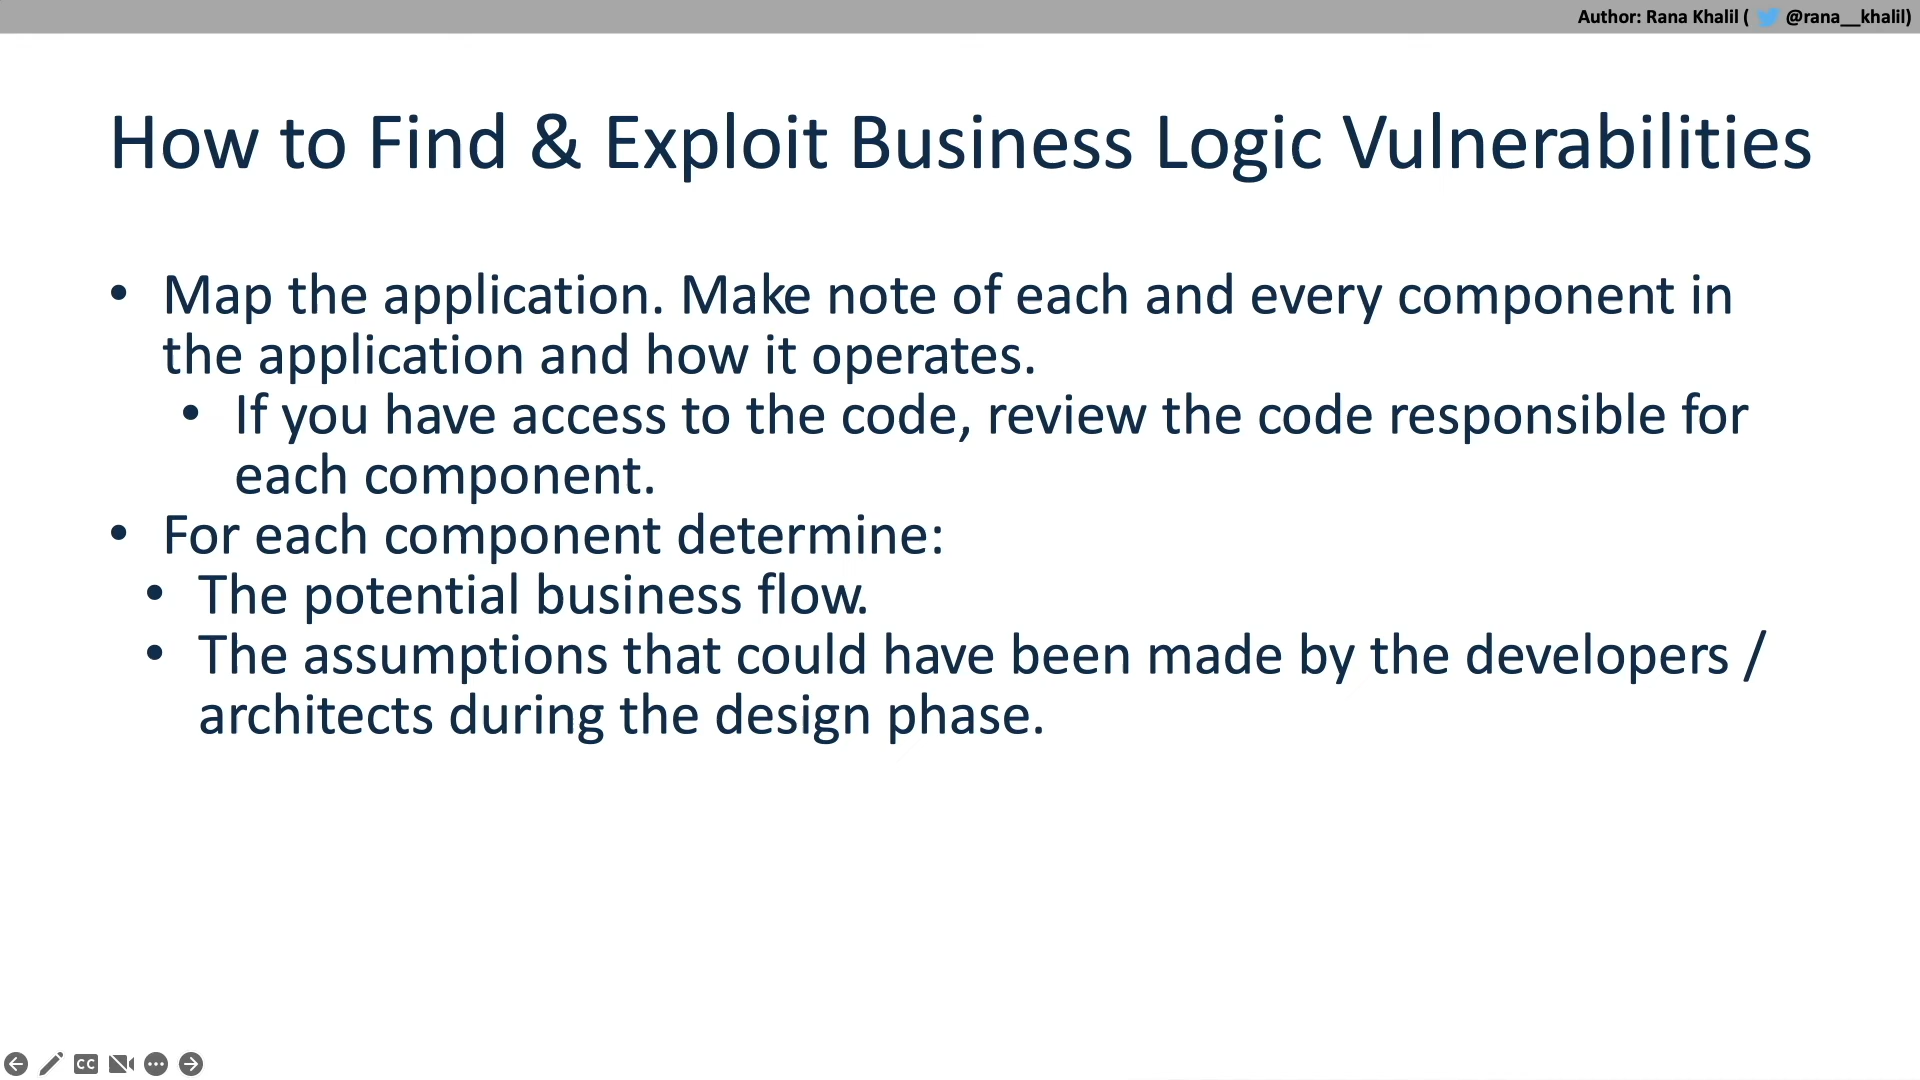 Author: Rana Khalil ( @rana__khalil)
How to Find & Exploit Business Logic Vulnerabilities
• Map the application. Make note of each and every component in
the application and how it operates.
• If you have access to the code, review the code responsible for
each component.
• For each component determine:
• The potential business flow.
• The assumptions that could have been made by the developers /
architects during the design phase.
CC